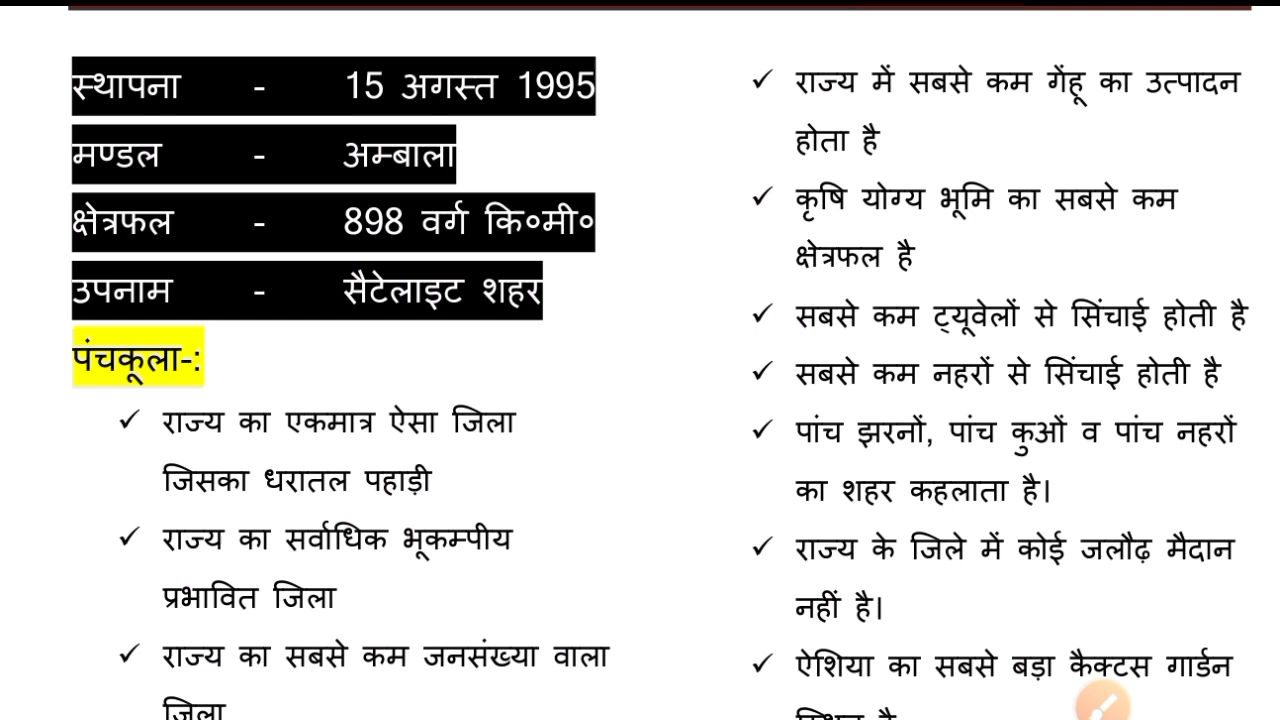 स्थापना - 15 अगस्त 1995
मण्डल - अम्बाला
क्षेत्रफल - 898 वर्ग कि०मी०
उपनाम - सैटेलाइट शहर
पंचकूला-:
✓ राज्य का एकमात्र ऐसा जिला
जिसका धरातल पहाड़ी
✓ राज्य का सर्वाधिक भूकम्पीय
प्रभावित जिला
✓ राज्य का सबसे कम जनसंख्या वाला
जिला
✓ राज्य में सबसे कम गेंहू का उत्पादन
होता है
✓ कृषि योग्य भूमि का सबसे कम
क्षेत्रफल है
✓ सबसे कम ट्यूवेलों से सिंचाई होती है
✓ सबसे कम नहरों से सिंचाई होती है
✓ पांच झरनों, पांच कुओं व पांच नहरों
का शहर कहलाता है।
✓ राज्य के जिले में कोई जलौढ़ मैदान
नहीं है।
✓ ऐशिया का सबसे बड़ा कैक्टस गार्डन